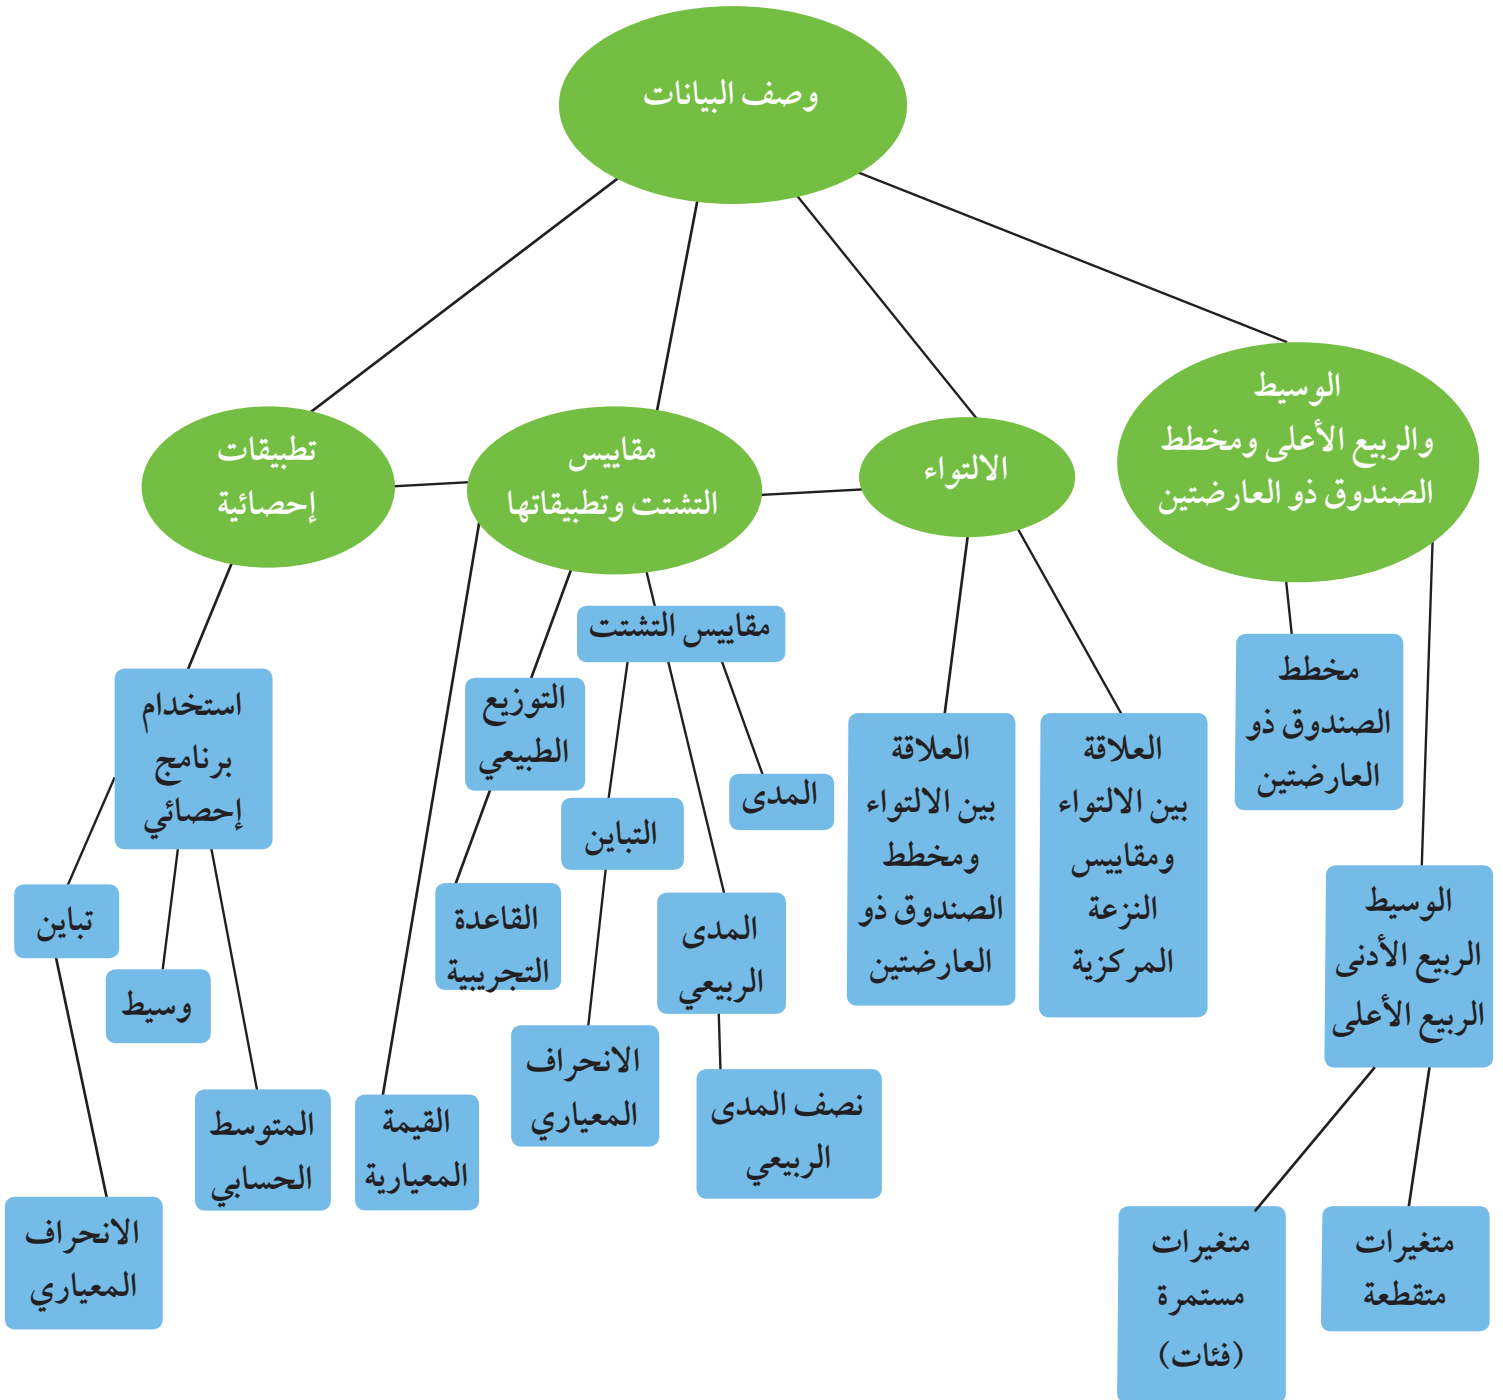 وصف البيانات
الوسيط
والربيع الأعلى ومخطط
الصندوق ذو العارضتين
الالتواء
مقاييس
التشتت وتطبيقاتها
تطبيقات
إحصائية
مخطط
الصندوق ذو
العارضتين
الوسيط
الربيع الأدنى
الربيع الأعلى
متغيرات
متقطعة
متغيرات
مستمرة
(فئات)
العلاقة
بين الالتواء
ومقاييس
النزعة
المركزية
العلاقة
بين الالتواء
ومخطط
الصندوق ذو
العارضتين
مقاييس التشتت
المدى
المدى
الربيعي
نصف المدى
الربيعي
التباين
الانحراف
المعياري
التوزيع
الطبيعي
القاعدة
التجريبية
القيمة
المعيارية
استخدام
برنامج
إحصائي
المتوسط
الحسابي
وسيط
تباين
الانحراف
المعياري